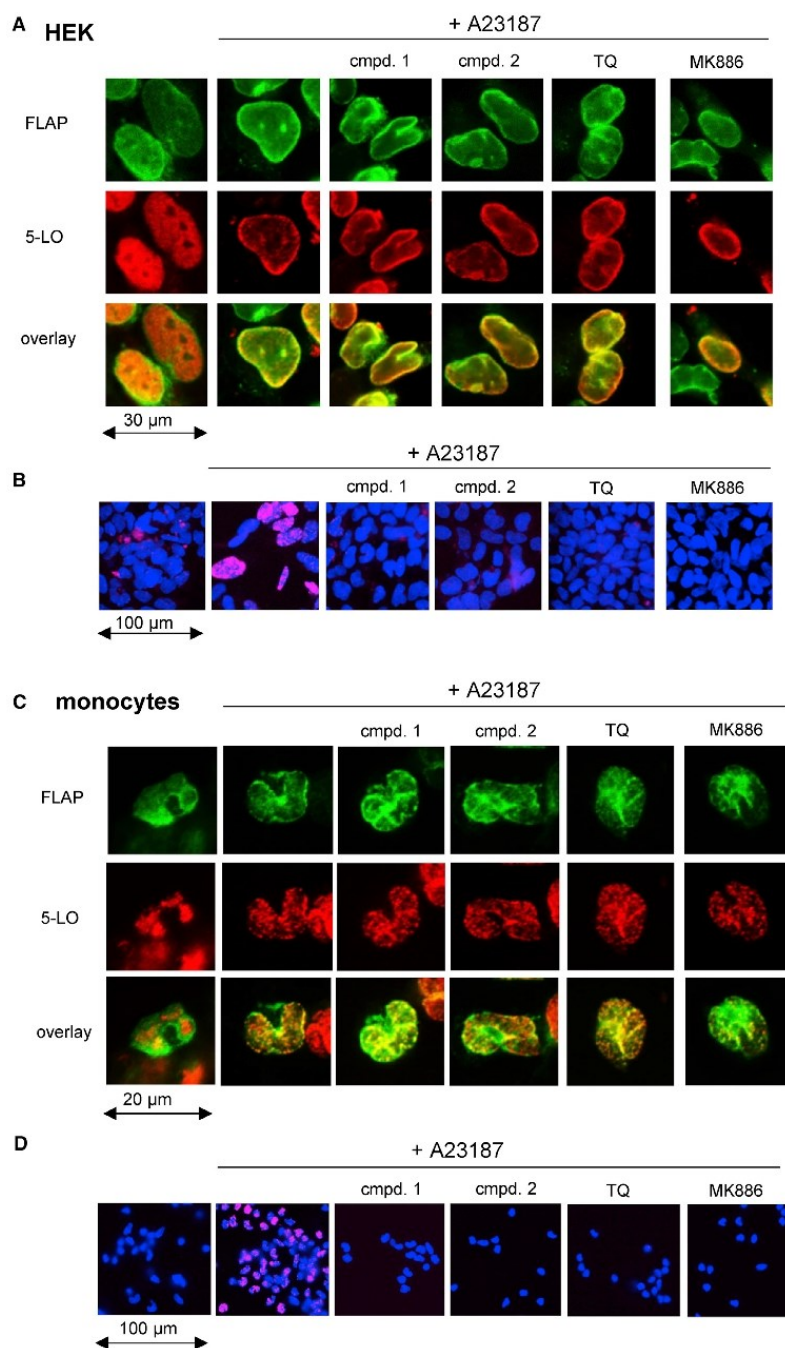 A HEK
+ A23187
cmpd. 1 cmpd. 2 TQ MK886
FLAP
5-LO
overlay
30 µm
+ A23187
B
cmpd. 1 cmpd. 2 TQ MK886
100 µm
+ A23187
C monocytes
cmpd. 1 cmpd. 2 TQ MK886
FLAP
5-LO
overlay
20 µm
D
+ A23187
cmpd. 1 cmpd. 2 TQ MK886
100 µm